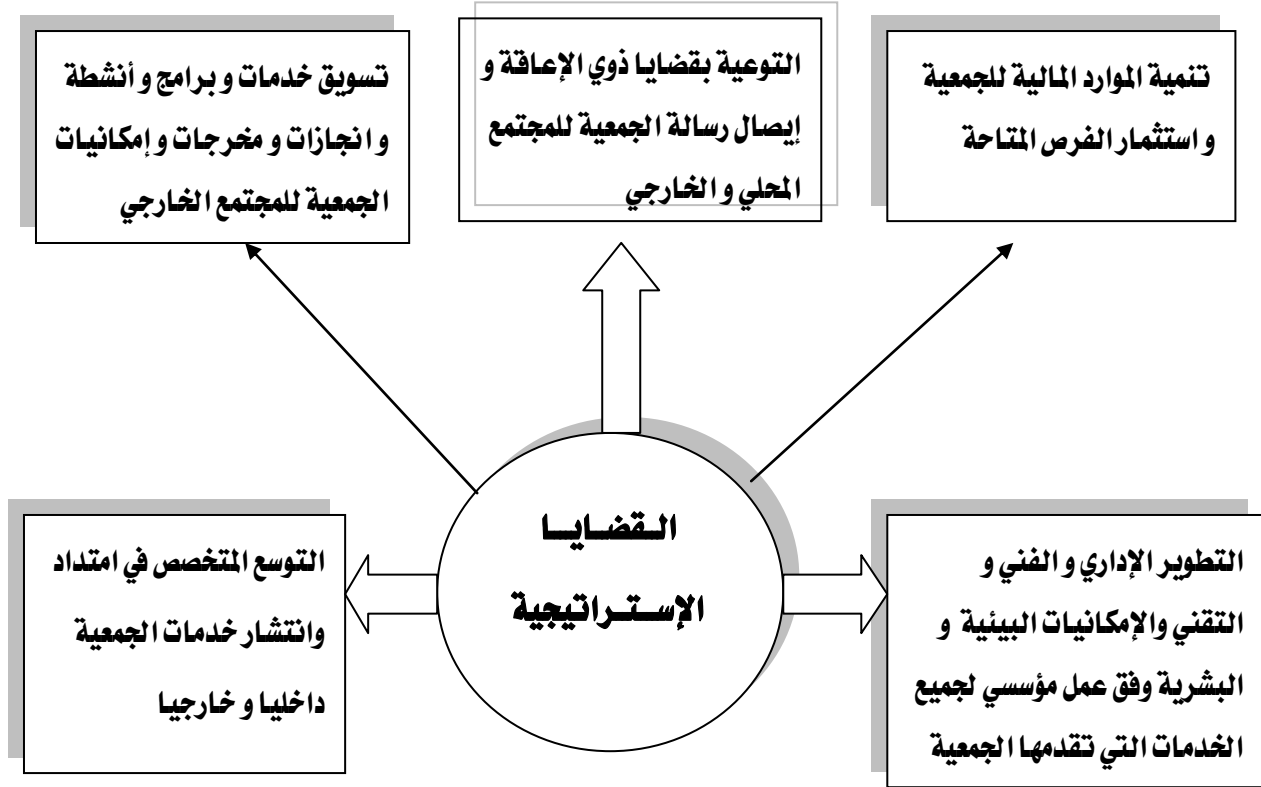 تنمية الموارد المالية للجمعية
و استثمار الفرص المتاحة
التوعية بقضايا ذوي الإعاقة و
إيصال رسالة الجمعية للمجتمع
المحلي و الخارجي
تسويق خدمات و برامج و أنشطة
و انجازات و مخرجات و إمكانيات
الجمعية للمجتمع الخارجي
القضايا
الإستراتيجية
التطوير الإداري و الفني و
التقني والإمكانيات البيئية و
البشرية وفق عمل مؤسسي لجميع
الخدمات التي تقدمها الجمعية
التوسع المتخصص في امتداد
وانتشار خدمات الجمعية
داخليا و خارجيا